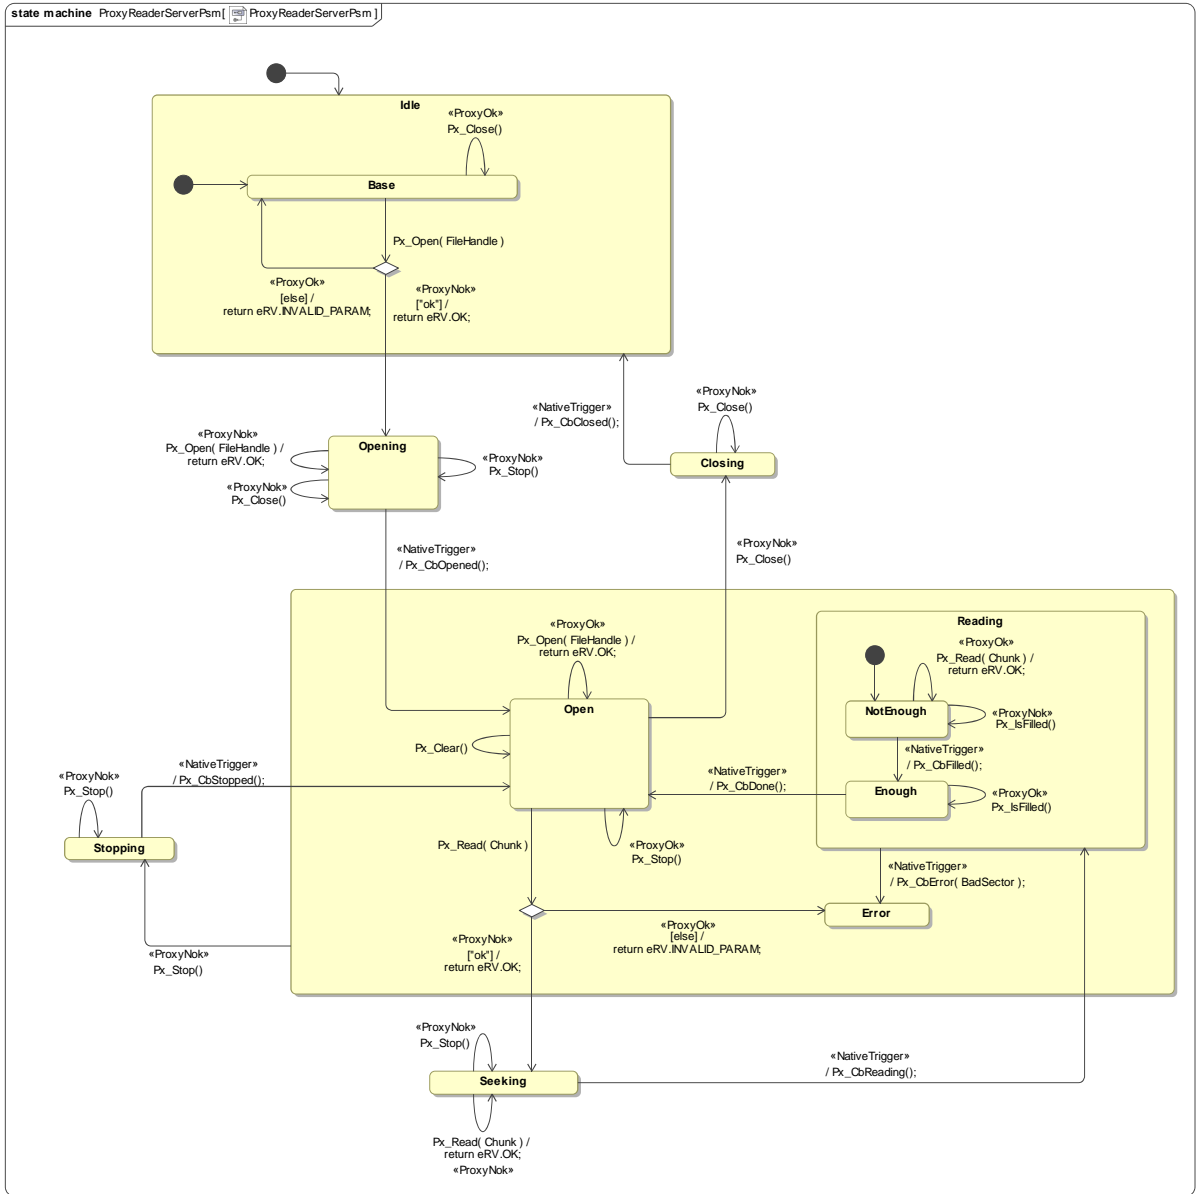 state machine ProxyReaderServerPsm[ ProxyReaderServerPsm ]
Idle
«ProxyOk»
Px_Close()
Base
Px_Open( FileHandle )
«ProxyOk»
[else] /
return eRV.INVALID_PARAM;
«ProxyNok»
["ok"] /
return eRV.OK;
«ProxyNok»
Px_Open( FileHandle ) /
return eRV.OK;
«ProxyNok»
Px_Close()
Opening
«ProxyNok»
Px_Stop()
«NativeTrigger»
/ Px_CbClosed();
«ProxyNok»
Px_Close()
Closing
«NativeTrigger»
/ Px_CbOpened();
«ProxyNok»
Px_Close()
«ProxyOk»
Px_Open( FileHandle ) /
return eRV.OK;
Open
Px_Clear()
Reading
«ProxyOk»
Px_Read( Chunk ) /
return eRV.OK;
NotEnough
«ProxyNok»
Px_IsFilled()
«NativeTrigger»
/ Px_CbFilled();
Enough
«ProxyOk»
Px_IsFilled()
«NativeTrigger»
/ Px_CbDone();
«NativeTrigger»
/ Px_CbStopped();
«ProxyNok»
Px_Stop()
Stopping
Px_Read( Chunk )
«ProxyOk»
Px_Stop()
«NativeTrigger»
/ Px_CbError( BadSector );
Error
«ProxyOk»
[else] /
return eRV.INVALID_PARAM;
«ProxyNok»
["ok"] /
return eRV.OK;
«ProxyNok»
Px_Stop()
«ProxyNok»
Px_Stop()
Seeking
«NativeTrigger»
/ Px_CbReading();
Px_Read( Chunk ) /
return eRV.OK;
«ProxyNok»